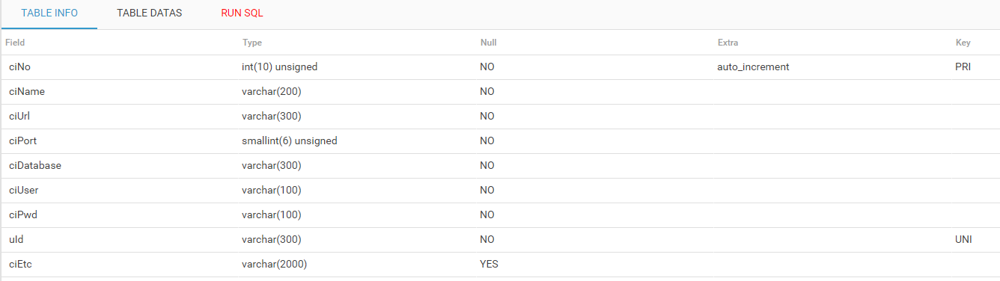 TABLE INFO TABLE DATAS RUN SQL
Field Type Null Extra Key
ciNo int(10) unsigned NO auto_increment PRI
ciName varchar(200) NO
ciUrl varchar(300) NO
ciPort smallint(6) unsigned NO
ciDatabase varchar(300) NO
ciUser varchar(100) NO
ciPwd varchar(100) NO
uId varchar(300) NO UNI
ciEtc varchar(2000) YES